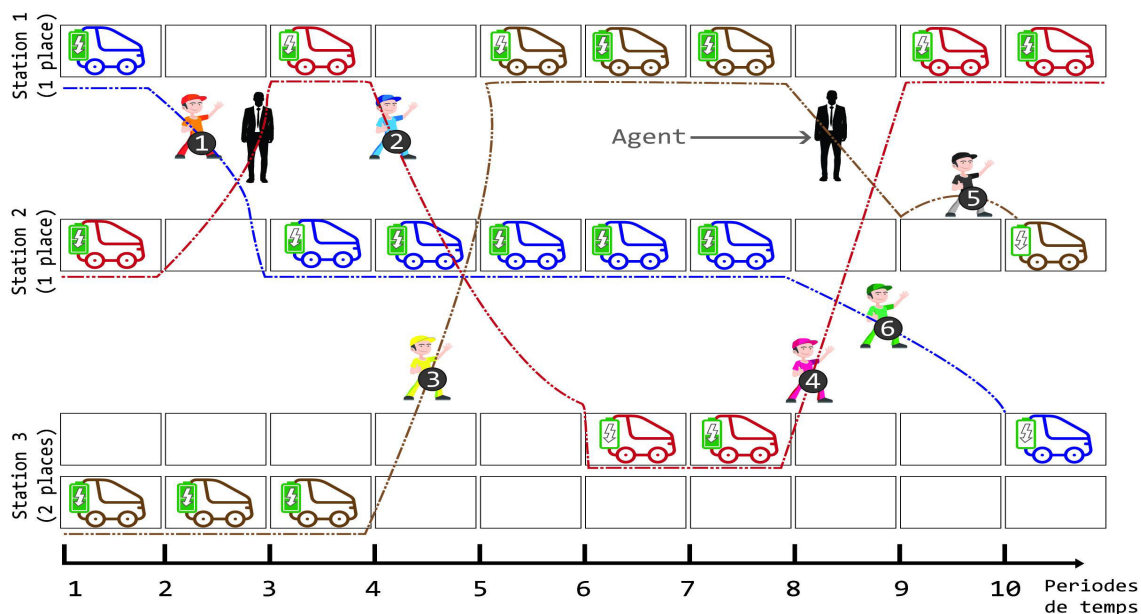 Station 1
(1 place)
1
2
Agent
5
Station 2
(1 place)
6
3
4
Station 3
(2 places)
1 2 3 4 5 6 7 8 9 10 Periodes
de temps